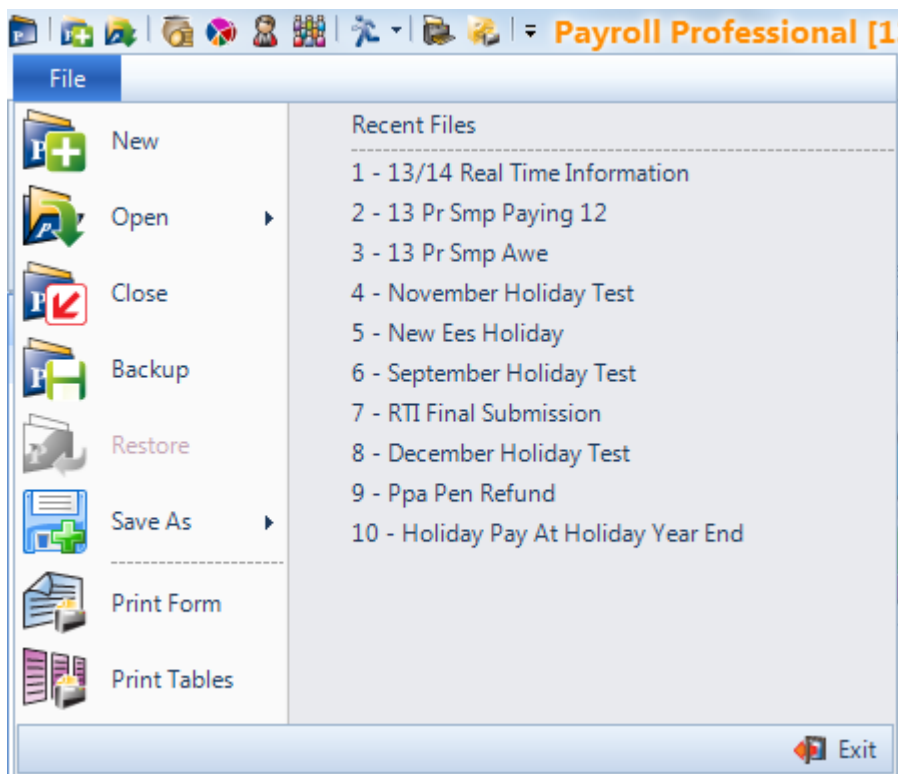 Payroll Professional [1
File
New
Open
Close
Backup
Restore
Save As
Print Form
Print Tables
Recent Files
1 - 13/14 Real Time Information
2 - 13 Pr Smp Paying 12
3 - 13 Pr Smp Awe
4 - November Holiday Test
5 - New Ees Holiday
6 - September Holiday Test
7 - RTI Final Submission
8 - December Holiday Test
9 - Ppa Pen Refund
10 - Holiday Pay At Holiday Year End
Exit